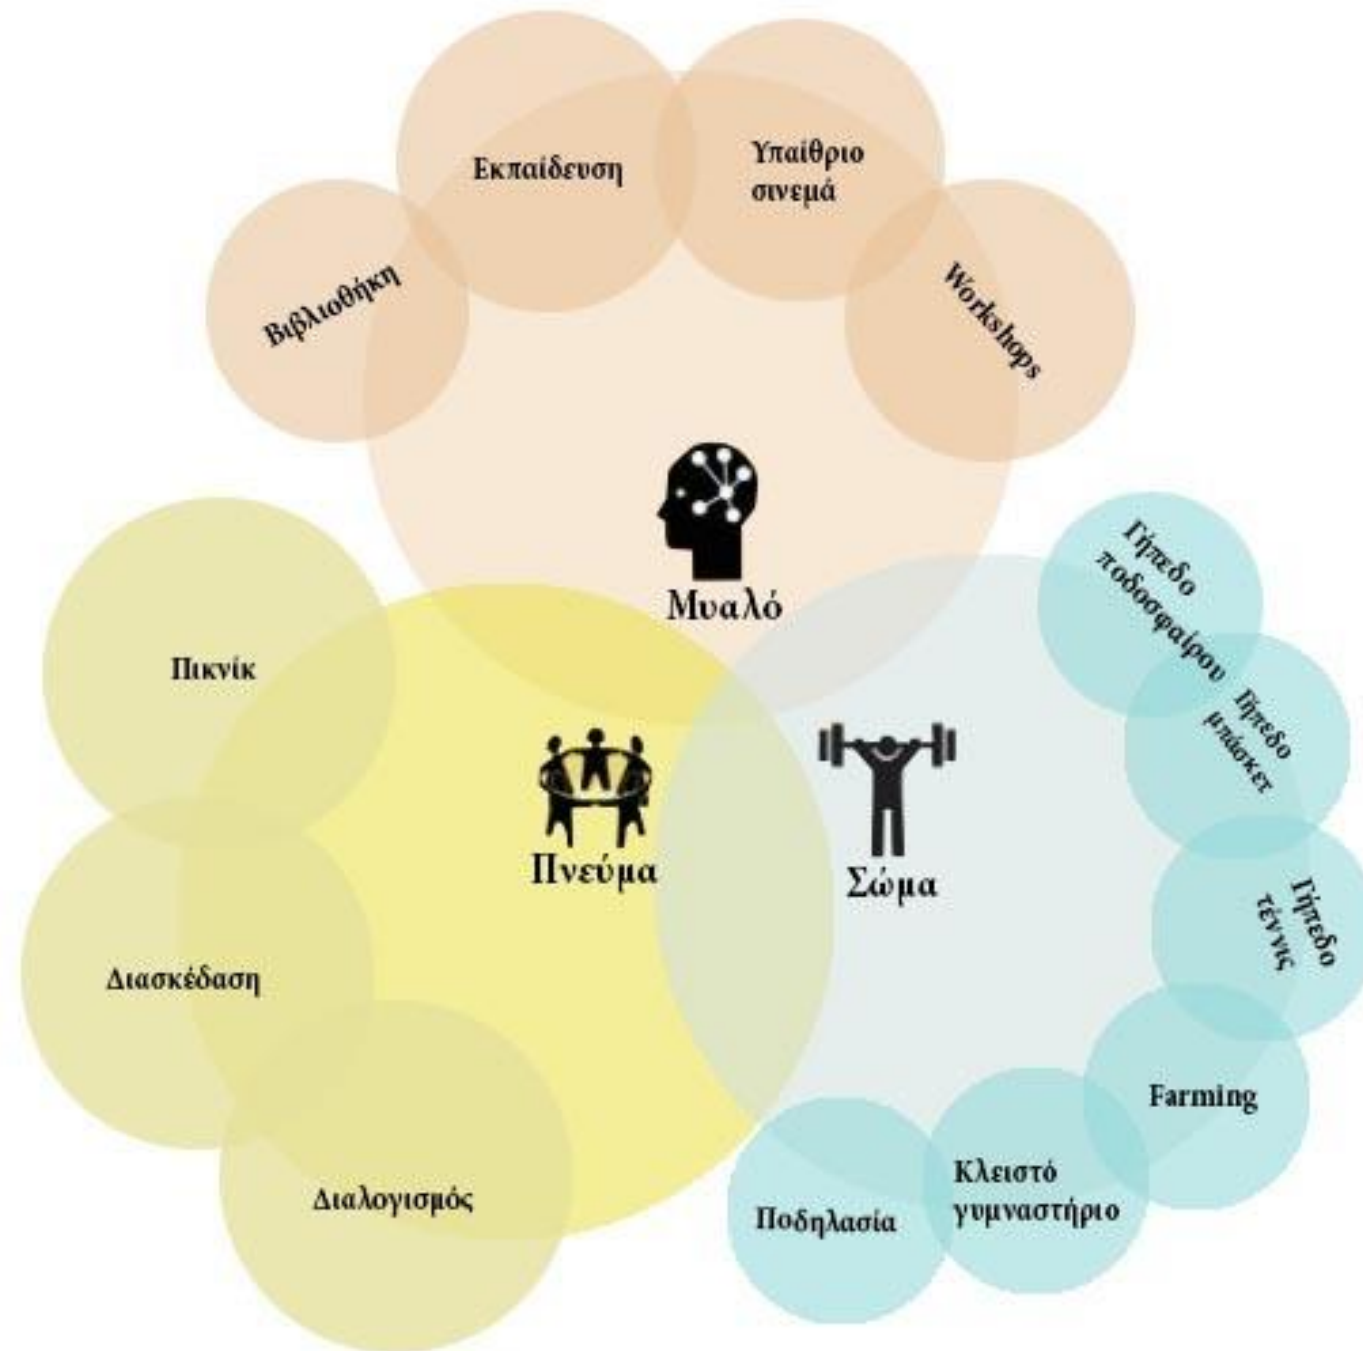 Εκπαίδευση
Υπαίθριο
σινεμά
Βιβλιοθήκη
Workshops
Μυαλό
Γήπεδο
ποδοσφαίρου
Γήπεδο
μπάσκετ
Γήπεδο
τέννις
Farming
Κλειστό
γυμναστήριο
Ποδηλασία
Σώμα
Πνεύμα
Πικνίκ
Διασκέδαση
Διαλογισμός